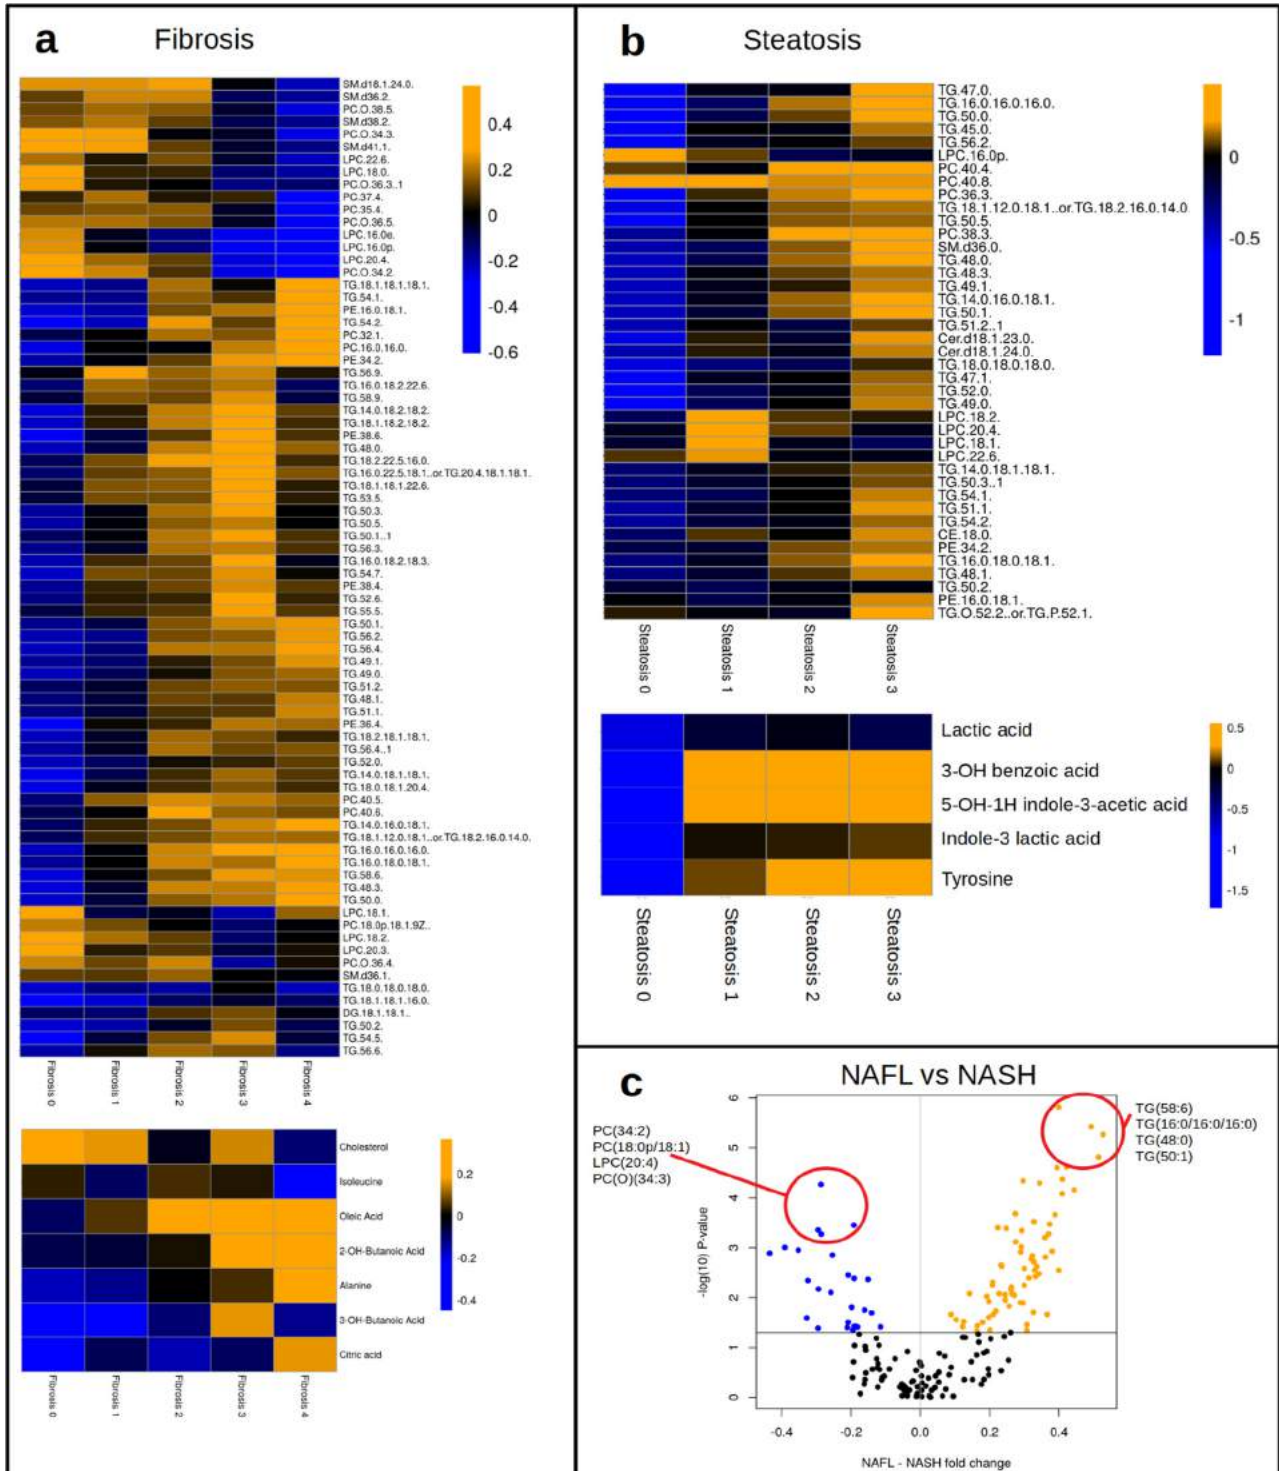 a
Fibrosis
SM.d18.1.24.0.
SM.d36.2.
PC.O.38.5.
SM.d38.2.
PC.O.34.3.
SM.d41.1.
LPC.22.6.
LPC.18.0.
PC.O.36.3..1
PC.37.4.
PC.35.4.
PC.O.36.5.
LPC.16.0e.
LPC.16.0p.
LPC.20.4.
PC.O.34.2.
TG.18.1.18.1.18.1.
TG.54.1.
PE.16.0.18.1.
TG.54.2.
PC.32.1.
PC.16.0.16.0.
PE.34.2.
TG.56.9.
TG.16.0.18.2.22.6.
TG.58.9.
TG.14.0.18.2.18.2.
TG.18.1.18.2.18.2.
PE.38.6.
TG.48.0.
TG.18.2.22.5.16.0.
TG.16.0.22.5.18.1..or.TG.20.4.18.1.18.1.
TG.18.1.18.1.22.6.
TG.53.5.
TG.50.3.
TG.50.5.
TG.50.1..1
TG.56.3.
TG.16.0.18.2.18.3.
TG.54.7.
PE.38.4.
TG.52.6.
TG.55.5.
TG.50.1.
TG.56.2.
TG.56.4.
TG.49.1.
TG.49.0.
TG.51.2.
TG.48.1.
TG.51.1.
PE.36.4.
TG.18.2.18.1.18.1.
TG.56.4..1
TG.52.0.
TG.14.0.18.1.18.1.
TG.18.0.18.1.20.4.
PC.40.5.
PC.40.6.
TG.14.0.16.0.18.1.
TG.18.1.12.0.18.1..or.TG.18.2.16.0.14.0.
TG.16.0.16.0.16.0.
TG.16.0.18.0.18.1.
TG.58.6.
TG.48.3.
TG.50.0.
LPC.18.1.
PC.18.0p.18.1.9Z..
LPC.18.2.
LPC.20.3.
PC.O.36.4.
SM.d36.1.
TG.18.0.18.0.18.0.
TG.18.1.18.1.16.0.
DG.18.1.18.1..
TG.50.2.
TG.54.5.
TG.56.6.
0.4
0.2
0
-0.2
-0.4
-0.6
Fibrosis 0
Fibrosis 1
Fibrosis 2
Fibrosis 3
Fibrosis 4
Cholesterol
Isoleucine
Oleic Acid
2-OH-Butanoic Acid
Alanine
3-OH-Butanoic Acid
Citric acid
0.2
0
-0.2
-0.4
Fibrosis 0
Fibrosis 1
Fibrosis 2
Fibrosis 3
Fibrosis 4
b
Steatosis
TG.47.0.
TG.16.0.16.0.16.0.
TG.50.0.
TG.45.0.
TG.56.2.
LPC.16.0p.
PC.40.4.
PC.40.8.
PC.36.3.
TG.18.1.12.0.18.1..or.TG.18.2.16.0.14.0
TG.50.5.
PC.38.3.
SM.d36.0.
TG.48.0.
TG.48.3.
TG.49.1.
TG.14.0.16.0.18.1.
TG.50.1.
TG.51.2..1
Cer.d18.1.23.0.
Cer.d18.1.24.0.
TG.18.0.18.0.18.0.
TG.47.1.
TG.52.0.
TG.49.0.
LPC.18.2.
LPC.20.4.
LPC.18.1.
LPC.22.6.
TG.14.0.18.1.18.1.
TG.50.3..1
TG.54.1.
TG.51.1.
TG.54.2.
CE.18.0.
PE.34.2.
TG.16.0.18.0.18.1.
TG.48.1.
TG.50.2.
PE.16.0.18.1.
TG.O.52.2..or.TG.P.52.1.
0
-0.5
-1
Steatosis 0
Steatosis 1
Steatosis 2
Steatosis 3
Lactic acid
3-OH benzoic acid
5-OH-1H indole-3-acetic acid
Indole-3 lactic acid
Tyrosine
0.5
0
-0.5
-1
-1.5
Steatosis 0
Steatosis 1
Steatosis 2
Steatosis 3
c
NAFL vs NASH
PC(34:2)
PC(18:0p/18:1)
LPC(20:4)
PC(O)(34:3)
TG(58:6)
TG(16:0/16:0/16:0)
TG(48:0)
TG(50:1)
-log(10) P-value
6
5
4
3
2
1
0
-0.4
-0.2
0.0
0.2
0.4
NAFL - NASH fold change